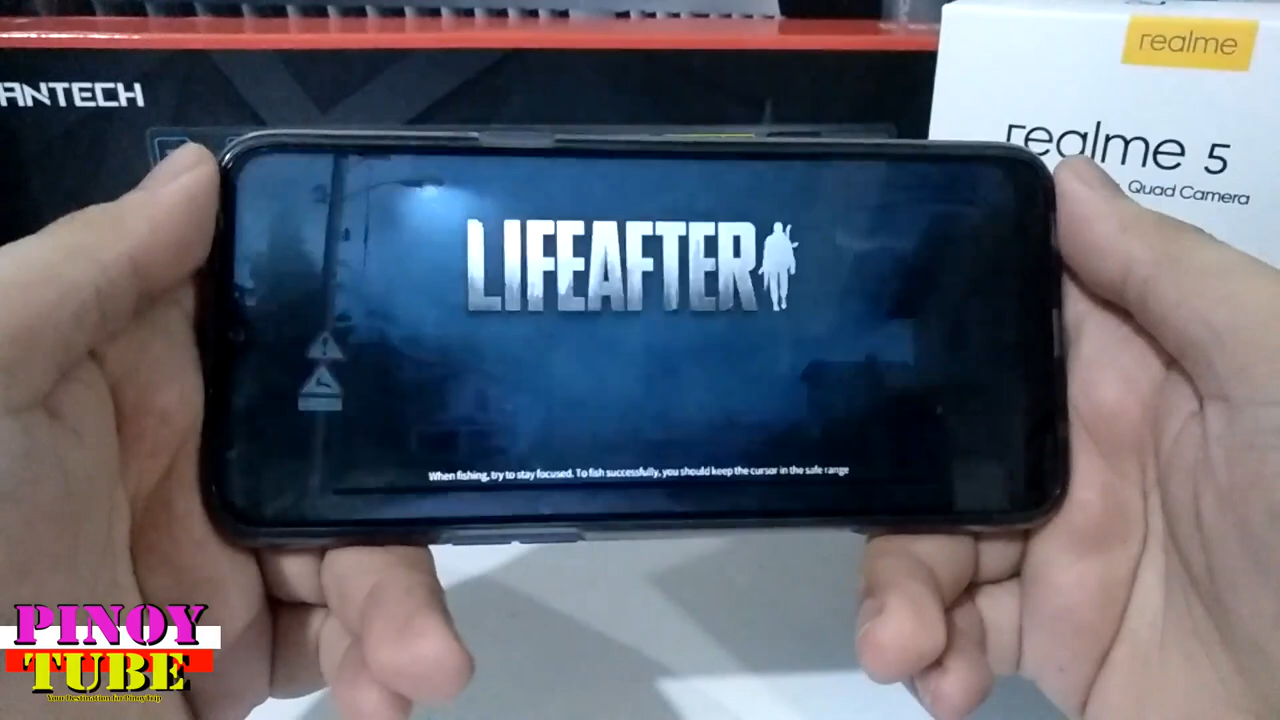 ANTECH
realme
realme 5
Quad Camera
LIFEAFTER
When fishing, try to stay focused. To fish successfully, you should keep the cursor in the safe range
PINOY
TUBE